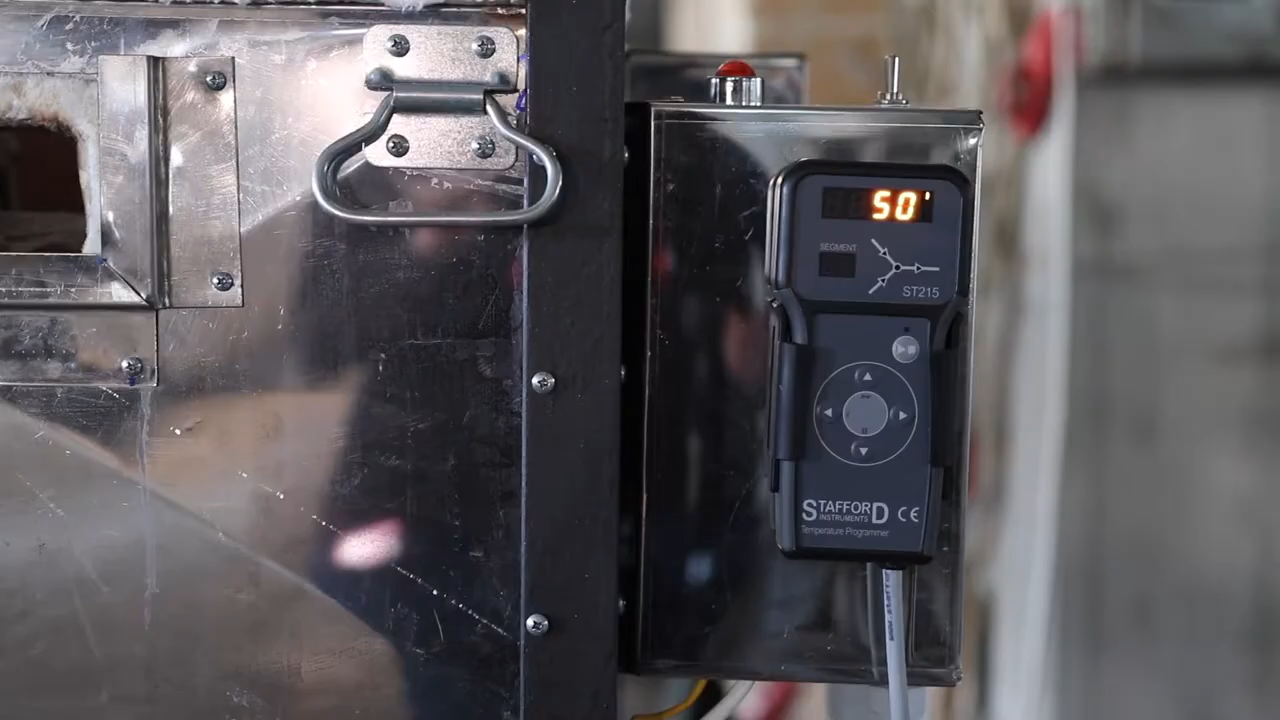 50'
SEGMENT
ST215
STAFFORD
INSTRUMENTS
CE
Temperature Programmer